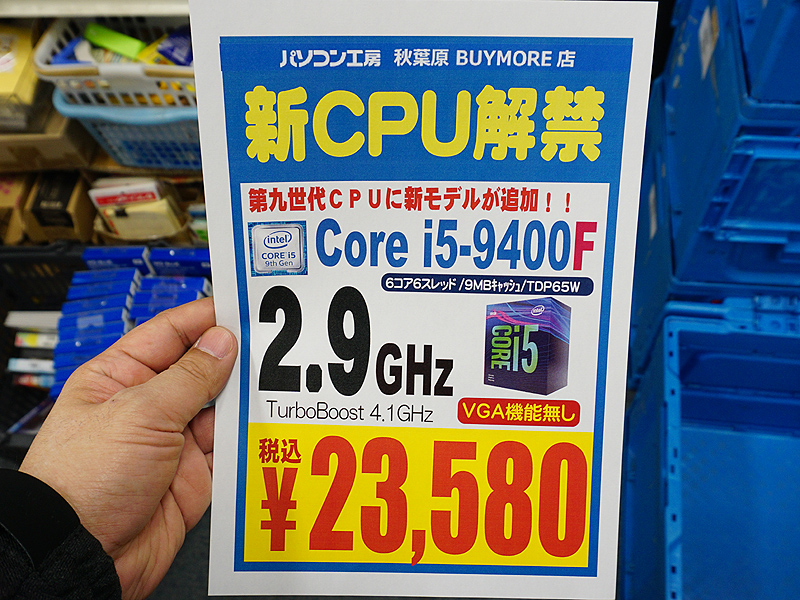 パソコン工房 秋葉原 BUYMORE 店
新CPU解禁
第九世代CPUに新モデルが追加!!
intel
CORE i5
9th Gen
Core i5-9400F
6コア6スレッド/9MBキャッシュ/TDP65W
2.9GHz
intel
CORE i5
TurboBoost 4.1GHz
VGA機能無し
税込
¥23,580